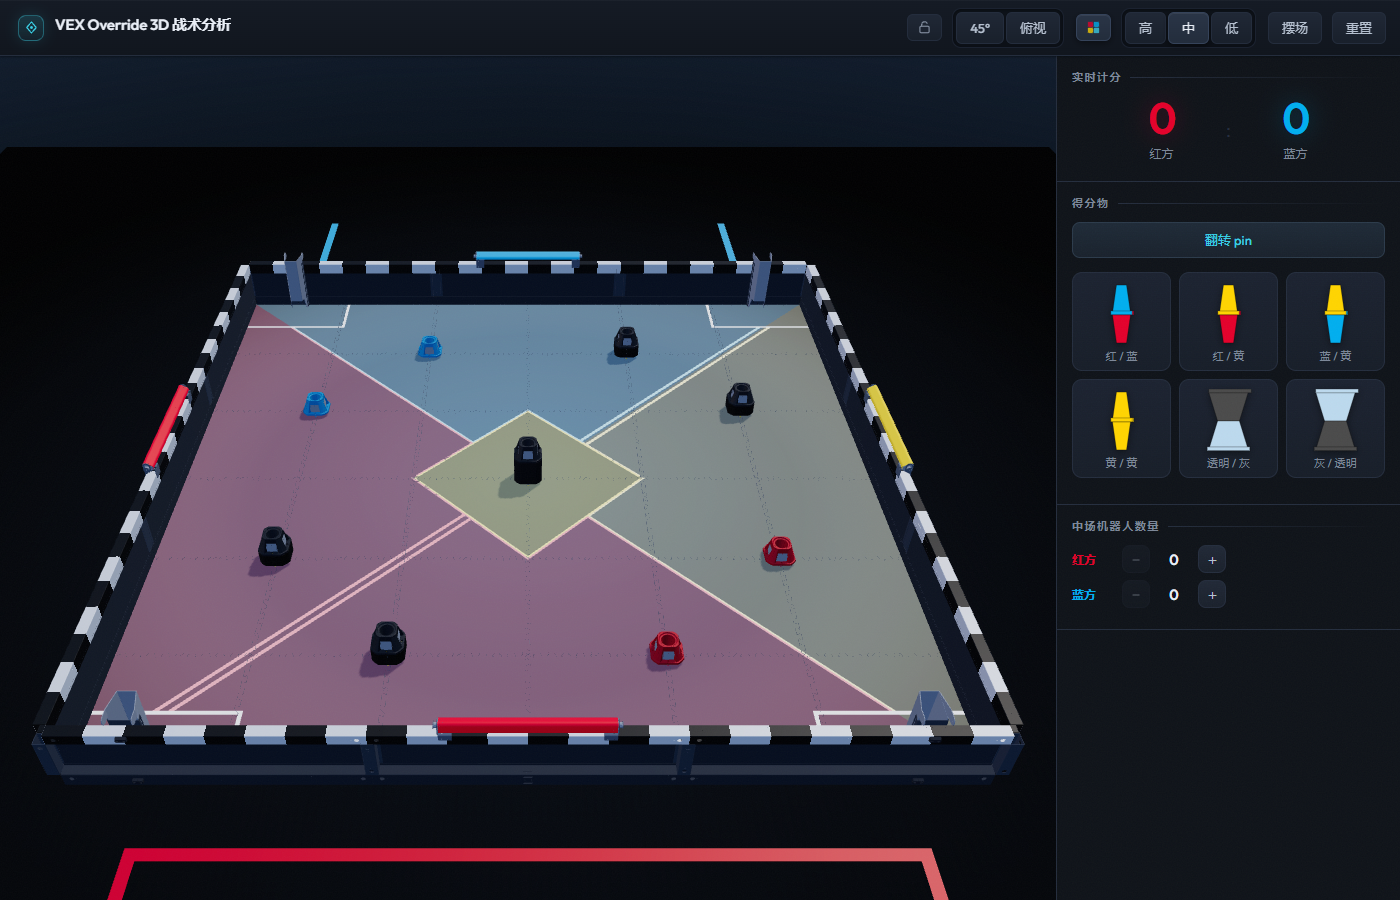 VEX Override 3D 战术分析
45°
俯视
高
中
低
摆场
重置
实时计分
0
:
0
红方
蓝方
得分物
翻转 pin
红 / 蓝
红 / 黄
蓝 / 黄
黄 / 黄
透明 / 灰
灰 / 透明
中场机器人数量
红方
−
0
+
蓝方
−
0
+